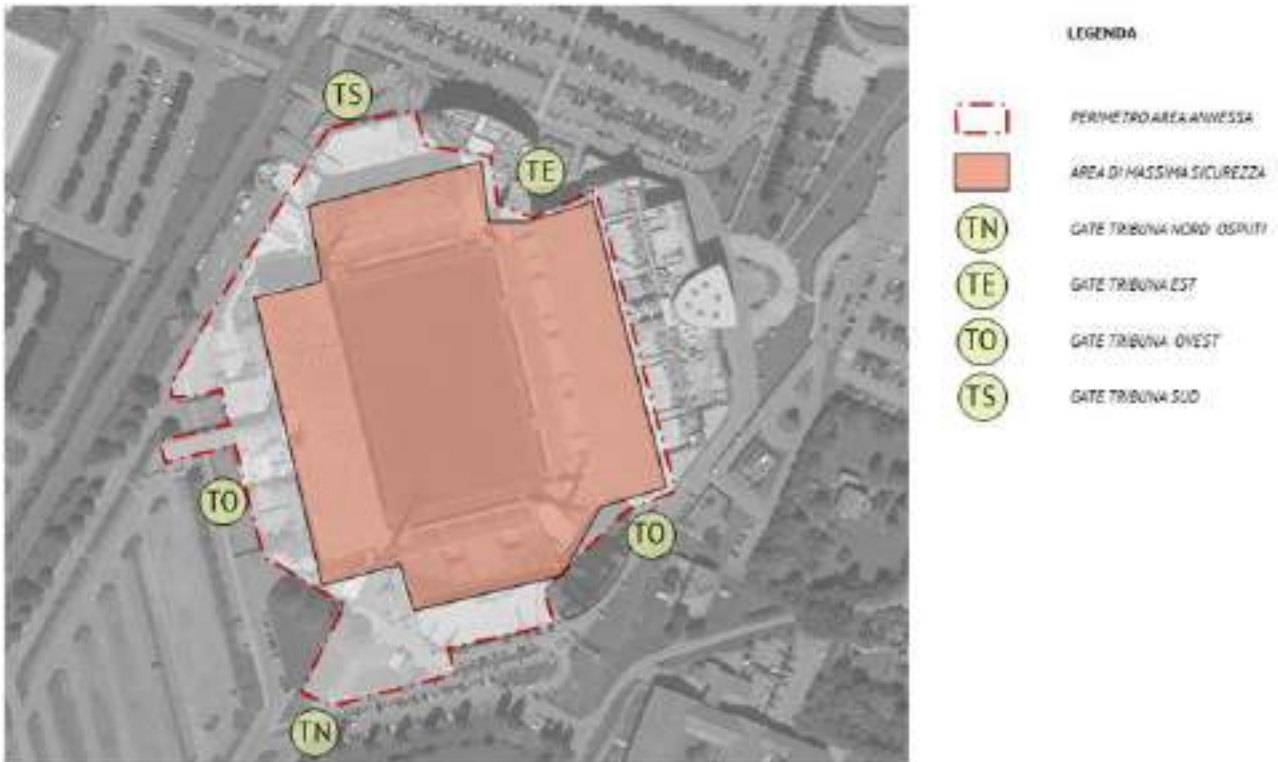 TS
TE
TO
TO
TN
LEGENDA
PERIMETRO AREA ANNESSA
AREA DI MASSIMA SICUREZZA
TN GATE TRIBUNA NORD OSPITI
TE GATE TRIBUNA EST
TO GATE TRIBUNA OVEST
TS GATE TRIBUNA SUD